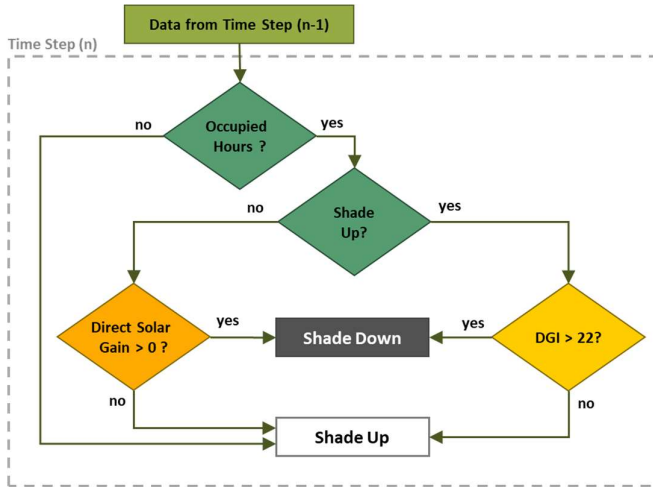 Data from Time Step (n-1)
Time Step (n)
no
Occupied
Hours ?
yes
no
Shade
Up?
yes
Direct Solar
Gain > 0 ?
yes
Shade Down
yes
DGI > 22?
no
no
Shade Up